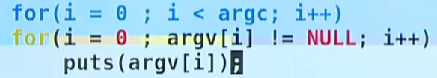 for(i = 0 ; i < argc; i++)
for(i = 0 ; argv[i] != NULL; i++)
puts(argv[i]);